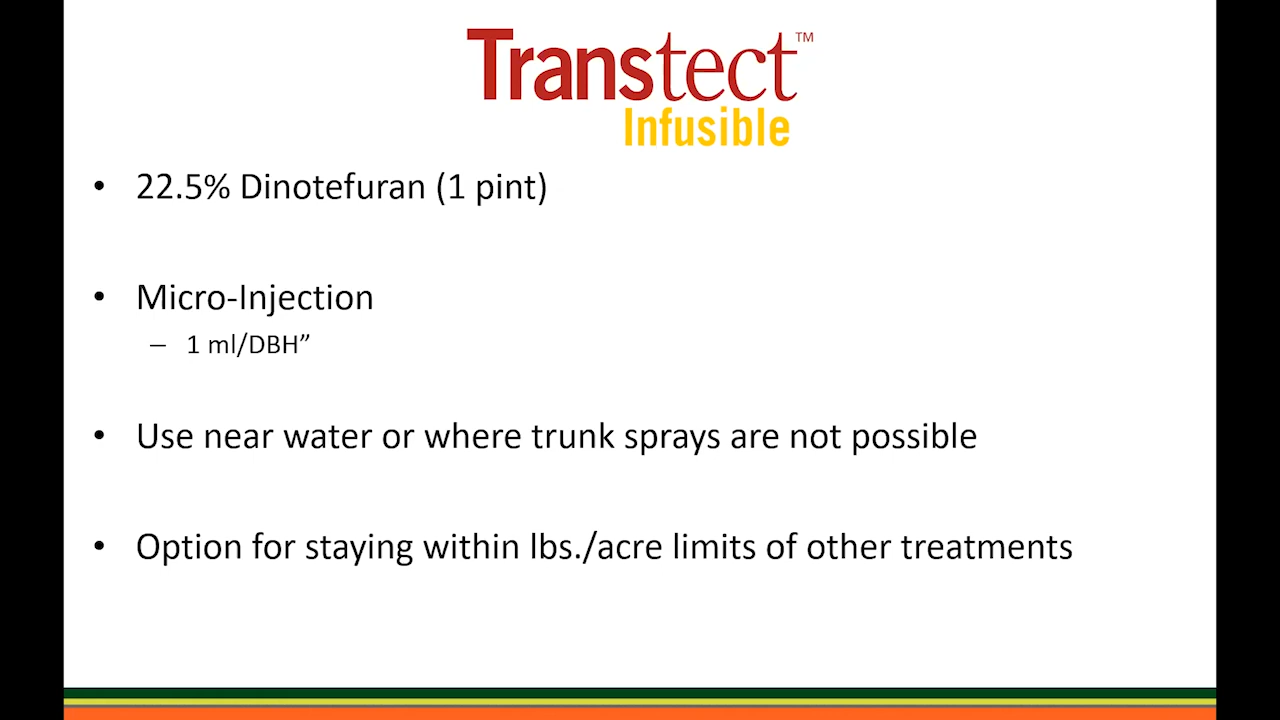 Transtect™
Infusible
• 22.5% Dinotefuran (1 pint)
• Micro-Injection
– 1 ml/DBH”
• Use near water or where trunk sprays are not possible
• Option for staying within lbs./acre limits of other treatments